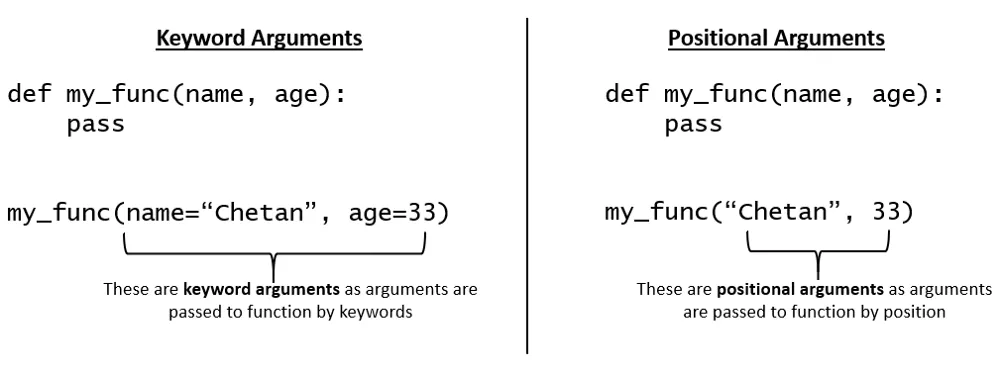 Keyword Arguments
def my_func(name, age):
    pass
my_func(name=“Chetan”, age=33)
These are keyword arguments as arguments are
passed to function by keywords
Positional Arguments
def my_func(name, age):
    pass
my_func(“Chetan”, 33)
These are positional arguments as arguments
are passed to function by position